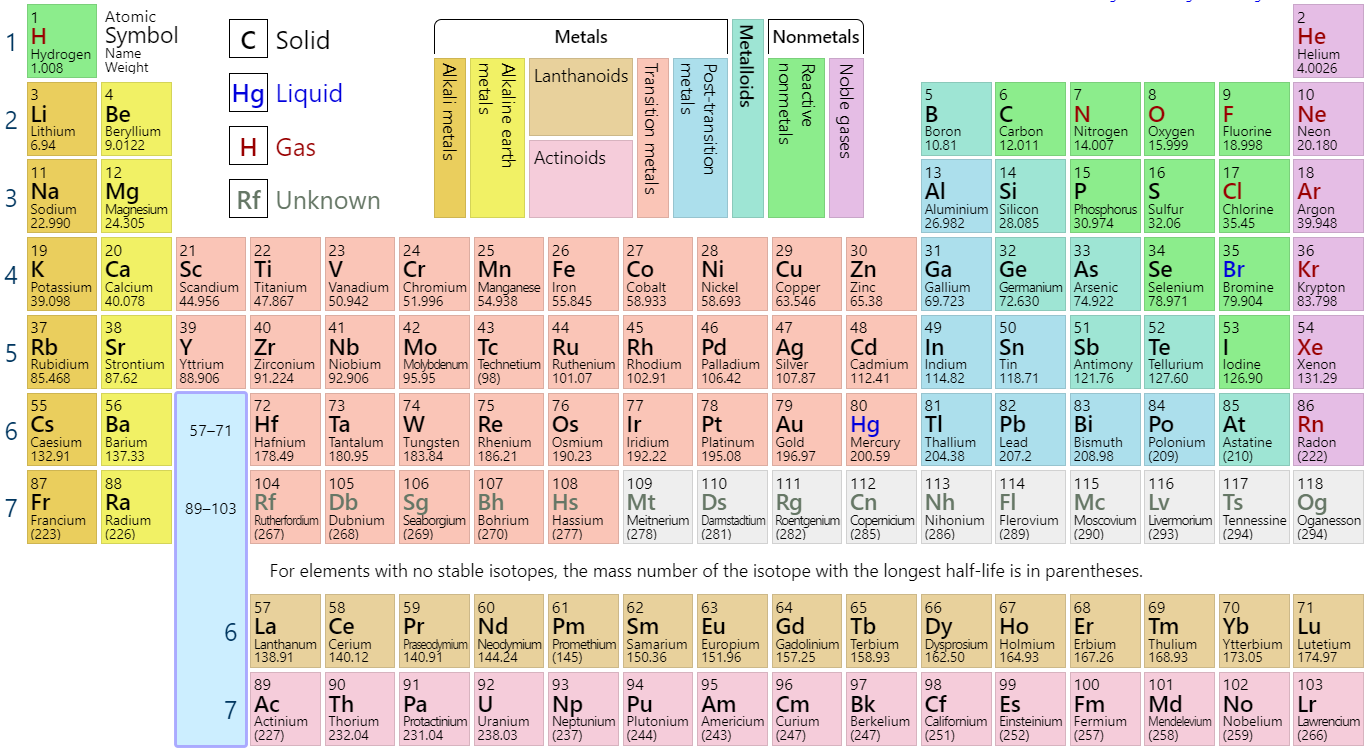 1
H
Hydrogen
1.008
Atomic
Symbol
Name
Weight
C Solid
Hg Liquid
H Gas
Rf Unknown
Metals
Metalloids
Nonmetals
Alkali metals
Alkaline earth
metals
Lanthanoids
Actinoids
Transition metals
Post-transition
metals
Reactive
nonmetals
Noble gases
2
He
Helium
4.0026
1
2
3
4
5
6
7
3 4 5 6 7 8 9 10
Li Be B C N O F Ne
Lithium Beryllium Boron Carbon Nitrogen Oxygen Fluorine Neon
6.94 9.0122 10.81 12.011 14.007 15.999 18.998 20.180
11 12 13 14 15 16 17 18
Na Mg Al Si P S Cl Ar
Sodium Magnesium Aluminium Silicon Phosphorus Sulfur Chlorine Argon
22.990 24.305 26.982 28.085 30.974 32.06 35.45 39.948
19 20 21 22 23 24 25 26 27 28 29 30 31 32 33 34 35 36
K Ca Sc Ti V Cr Mn Fe Co Ni Cu Zn Ga Ge As Se Br Kr
Potassium Calcium Scandium Titanium Vanadium Chromium Manganese Iron Cobalt Nickel Copper Zinc Gallium Germanium Arsenic Selenium Bromine Krypton
39.098 40.078 44.956 47.867 50.942 51.996 54.938 55.845 58.933 58.693 63.546 65.38 69.723 72.630 74.922 78.971 79.904 83.798
37 38 39 40 41 42 43 44 45 46 47 48 49 50 51 52 53 54
Rb Sr Y Zr Nb Mo Tc Ru Rh Pd Ag Cd In Sn Sb Te I Xe
Rubidium Strontium Yttrium Zirconium Niobium Molybdenum Technetium Ruthenium Rhodium Palladium Silver Cadmium Indium Tin Antimony Tellurium Iodine Xenon
85.468 87.62 88.906 91.224 92.906 95.95 (98) 101.07 102.91 106.42 107.87 112.41 114.82 118.71 121.76 127.60 126.90 131.29
55 56 57–71 72 73 74 75 76 77 78 79 80 81 82 83 84 85 86
Cs Ba Hf Ta W Re Os Ir Pt Au Hg Tl Pb Bi Po At Rn
Caesium Barium Hafnium Tantalum Tungsten Rhenium Osmium Iridium Platinum Gold Mercury Thallium Lead Bismuth Polonium Astatine Radon
132.91 137.33 178.49 180.95 183.84 186.21 190.23 192.22 195.08 196.97 200.59 204.38 207.2 208.98 (209) (210) (222)
87 88 89–103 104 105 106 107 108 109 110 111 112 113 114 115 116 117 118
Fr Ra Rf Db Sg Bh Hs Mt Ds Rg Cn Nh Fl Mc Lv Ts Og
Francium Radium Rutherfordium Dubnium Seaborgium Bohrium Hassium Meitnerium Darmstadtium Roentgenium Copernicium Nihonium Flerovium Moscovium Livermorium Tennessine Oganesson
(223) (226) (267) (268) (269) (270) (277) (278) (281) (282) (285) (286) (289) (290) (293) (294) (294)
For elements with no stable isotopes, the mass number of the isotope with the longest half-life is in parentheses.
6
57 58 59 60 61 62 63 64 65 66 67 68 69 70 71
La Ce Pr Nd Pm Sm Eu Gd Tb Dy Ho Er Tm Yb Lu
Lanthanum Cerium Praseodymium Neodymium Promethium Samarium Europium Gadolinium Terbium Dysprosium Holmium Erbium Thulium Ytterbium Lutetium
138.91 140.12 140.91 144.24 (145) 150.36 151.96 157.25 158.93 162.50 164.93 167.26 168.93 173.05 174.97
7
89 90 91 92 93 94 95 96 97 98 99 100 101 102 103
Ac Th Pa U Np Pu Am Cm Bk Cf Es Fm Md No Lr
Actinium Thorium Protactinium Uranium Neptunium Plutonium Americium Curium Berkelium Californium Einsteinium Fermium Mendelevium Nobelium Lawrencium
(227) 232.04 231.04 238.03 (237) (244) (243) (247) (247) (251) (252) (257) (258) (259) (266)